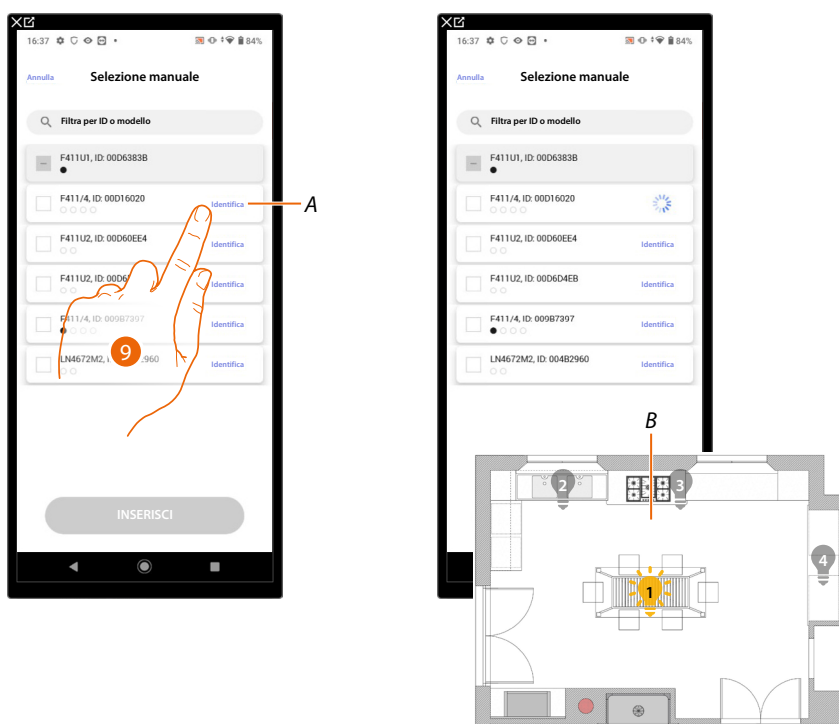 16:37
84%
Annulla
Selezione manuale
Filtra per ID o modello
F411U1, ID: 00D6383B
F411/4, ID: 00D16020
Identifica
A
F411U2, ID: 00D60EE4
Identifica
F411U2, ID: 00D6
Identifica
F411/4, ID: 009B7397
Identifica
9
LN4672M2, 2960
Identifica
INSERISCI
16:37
84%
Annulla
Selezione manuale
Filtra per ID o modello
F411U1, ID: 00D6383B
F411/4, ID: 00D16020
F411U2, ID: 00D60EE4
Identifica
F411U2, ID: 00D6D4EB
Identifica
F411/4, ID: 009B7397
Identifica
LN4672M2, ID: 004B2960
Identifica
B
2
3
4
1